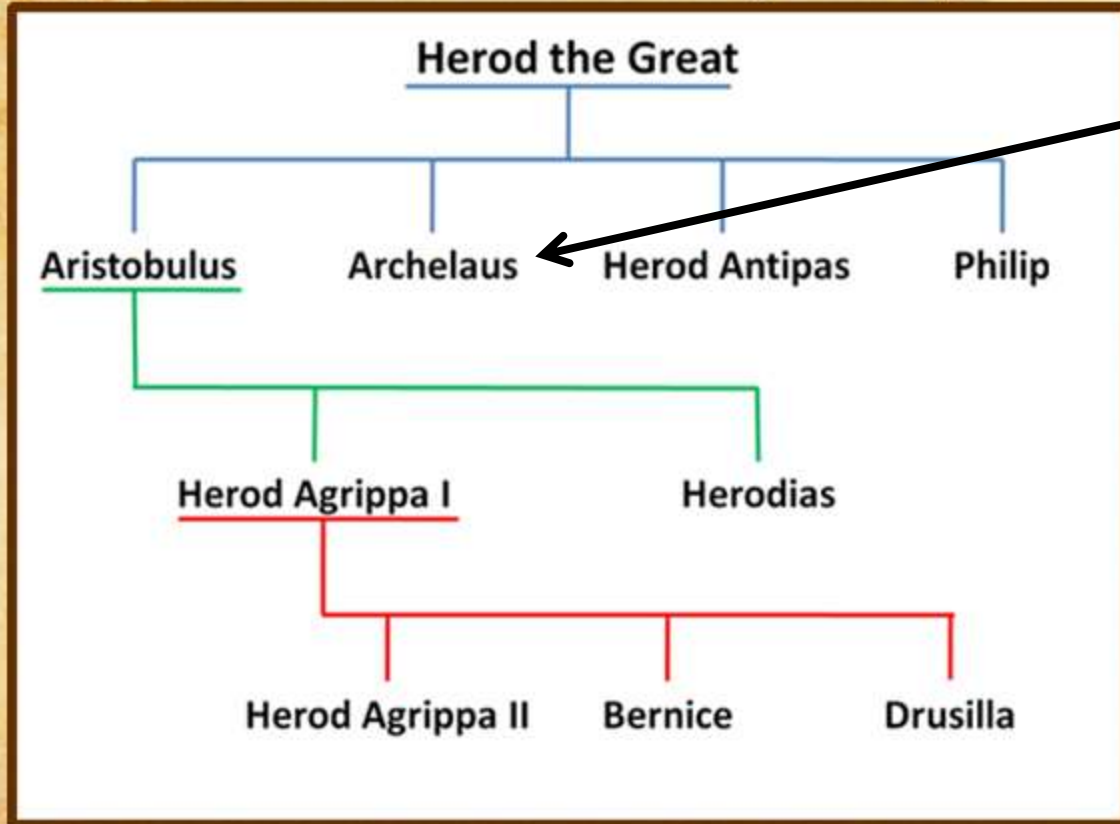 Herod the Great
Aristobulus Archelaus Herod Antipas Philip
Herod Agrippa I Herodias
Herod Agrippa II Bernice Drusilla